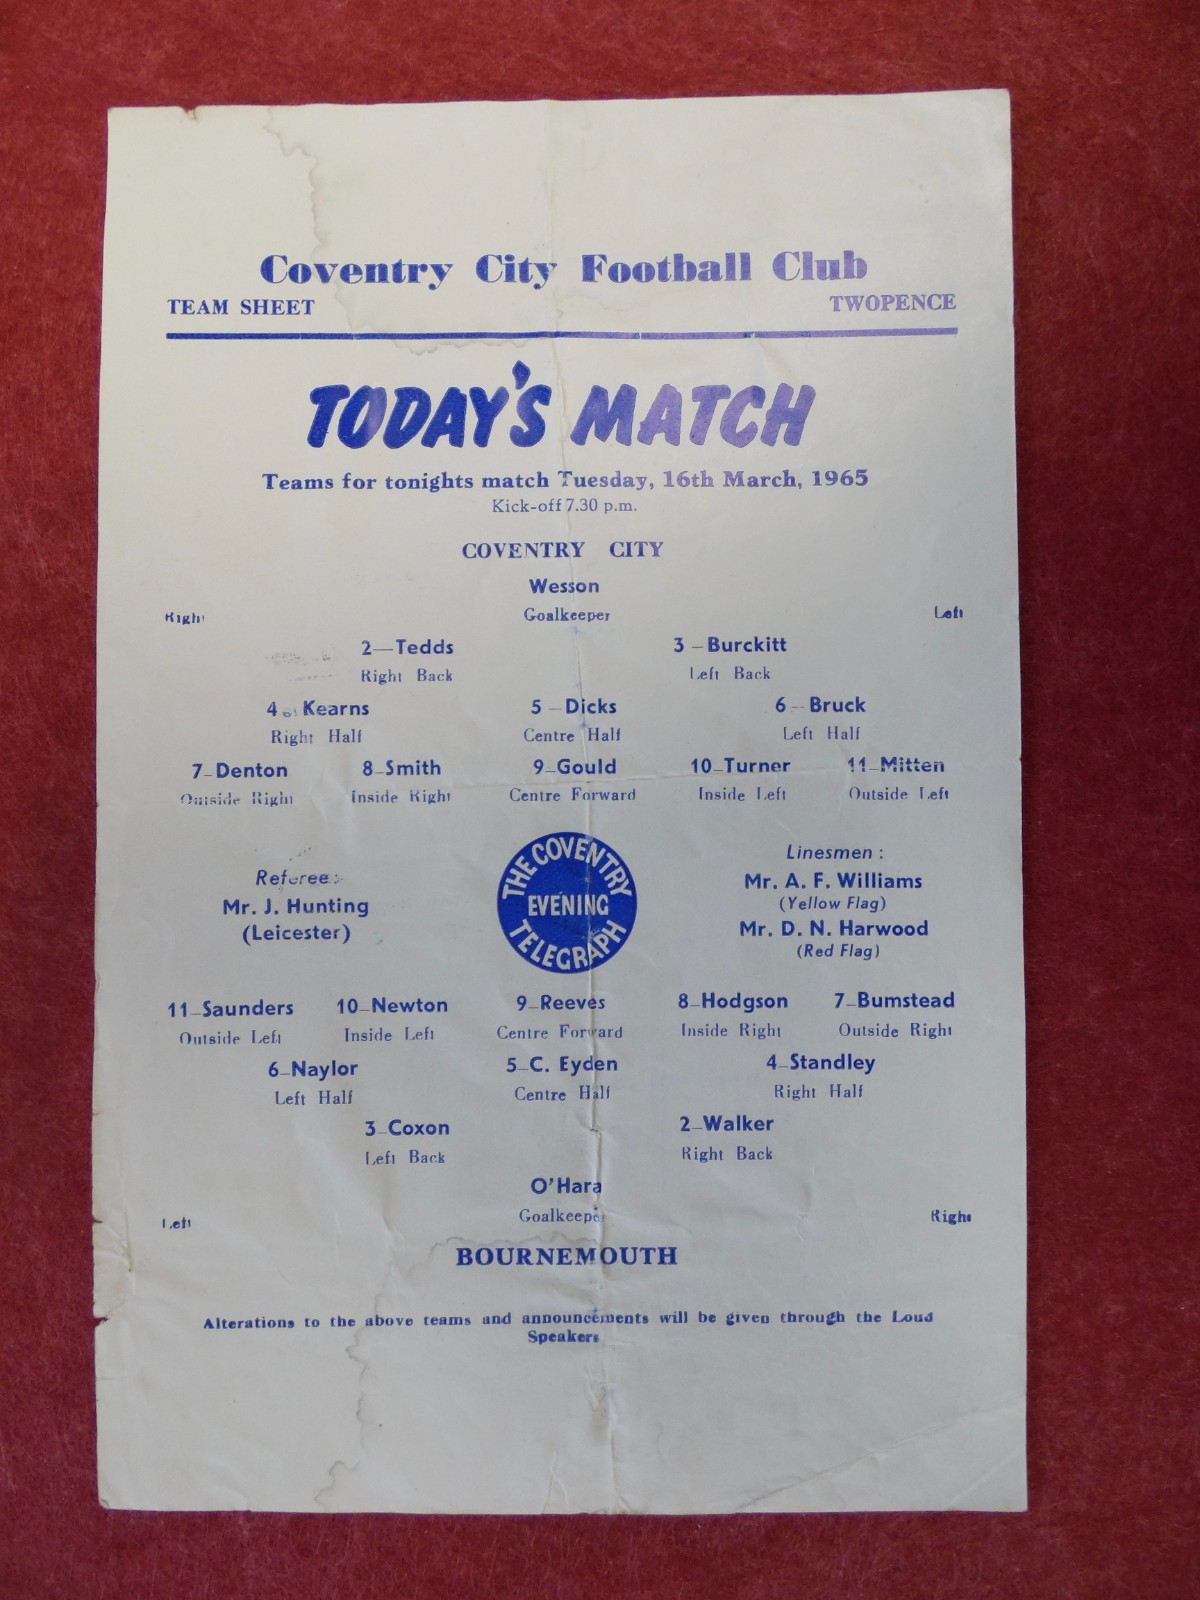 Coventry City Football Club
TEAM SHEET TWOPENCE
TODAY'S MATCH
Teams for tonights match Tuesday, 16th March, 1965
Kick-off 7.30 p.m.
COVENTRY CITY
Wesson
Right Goalkeeper Left
2—Tedds 3—Burckitt
Right Back Left Back
4 Kearns 5—Dicks 6—Bruck
Right Half Centre Half Left Half
7—Denton 8—Smith 9—Gould 10—Turner 11—Mitten
Outside Right Inside Right Centre Forward Inside Left Outside Left
Referee:
Mr. J. Hunting
(Leicester)
THE COVENTRY
EVENING
TELEGRAPH
Linesmen :
Mr. A. F. Williams
(Yellow Flag)
Mr. D. N. Harwood
(Red Flag)
11—Saunders 10—Newton 9—Reeves 8—Hodgson 7—Bumstead
Outside Left Inside Left Centre Forward Inside Right Outside Right
6—Naylor 5—C. Eyden 4—Standley
Left Half Centre Half Right Half
3—Coxon 2—Walker
Left Back Right Back
O'Hara
Left Goalkeeper Right
BOURNEMOUTH
Alterations to the above teams and announcements will be given through the Loud
Speakers